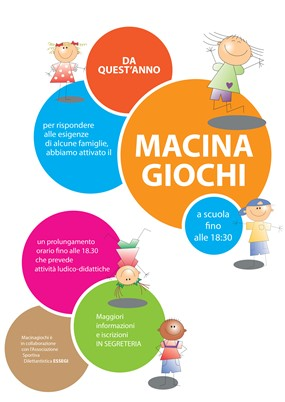 DA
QUEST'ANNO
per rispondere
alle esigenze
di alcune famiglie,
abbiamo attivato il
MACINA
GIOCHI
a scuola
fino
alle 18:30
un prolungamento
orario fino alle 18.30
che prevede
attività ludico-didattiche
Maggiori
informazioni
e iscrizioni
IN SEGRETERIA
Macinagiochi è
in collaborazione
con l'Associazione
Sportiva
Dilettantistica